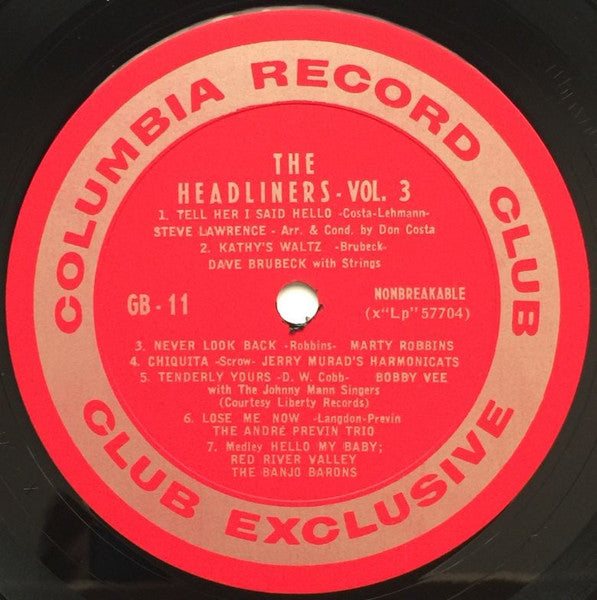 COLUMBIA RECORD CLUB
THE
HEADLINERS - VOL. 3
1. TELL HER I SAID HELLO -Costa-Lehmann-
STEVE LAWRENCE - Arr. & Cond. by Don Costa
2. KATHY'S WALTZ -Brubeck-
DAVE BRUBECK with Strings
GB - 11
NONBREAKABLE
(x"Lp" 57704)
3. NEVER LOOK BACK -Robbins- MARTY ROBBINS
4. CHIQUITA -Scrow- JERRY MURAD'S HARMONICATS
5. TENDERLY YOURS -D. W. Cobb- BOBBY VEE
with The Johnny Mann Singers
(Courtesy Liberty Records)
6. LOSE ME NOW -Langdon-Previn
THE ANDRÉ PREVIN TRIO
7. Medley HELLO MY BABY;
RED RIVER VALLEY
THE BANJO BARONS
CLUB EXCLUSIVE